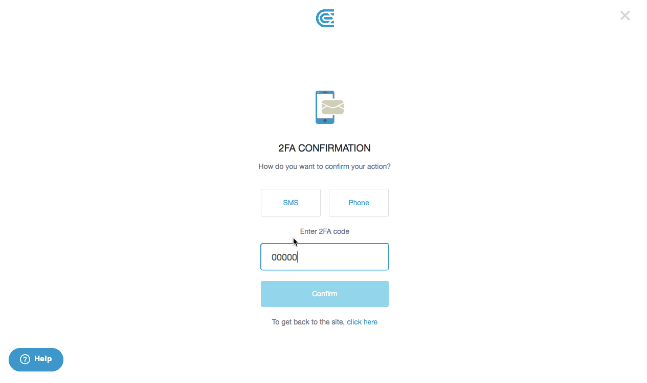 2FA CONFIRMATION
How do you want to confirm your action?
SMS
Phone
Enter 2FA code
00000
Confirm
To get back to the site, click here
? Help